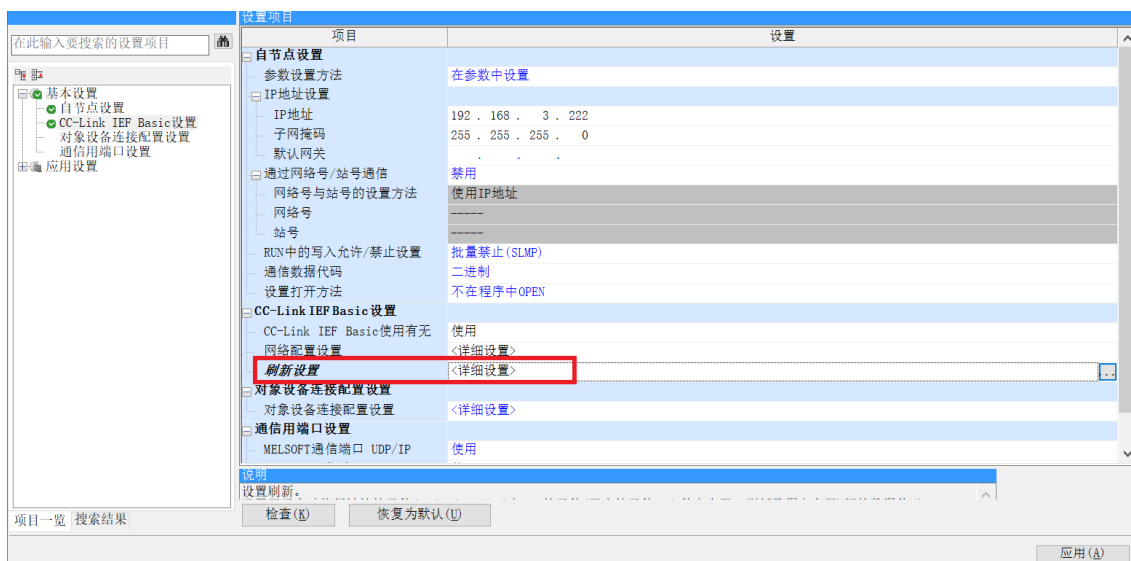 设置项目
在此输入要搜索的设置项目
基本设置
自节点设置
CC-Link IEF Basic设置
对象设备连接配置设置
通信用端口设置
应用设置
项目一览 搜索结果
项目 设置
自节点设置
参数设置方法 在参数中设置
IP地址设置
IP地址 192 . 168 . 3 . 222
子网掩码 255 . 255 . 255 . 0
默认网关 . . .
通过网络号/站号通信 禁用
网络号与站号的设置方法 使用IP地址
网络号 -----
站号 -----
RUN中的写入允许/禁止设置 批量禁止(SLMP)
通信数据代码 二进制
设置打开方法 不在程序中OPEN
CC-Link IEF Basic设置
CC-Link IEF Basic使用有无 使用
网络配置设置 <详细设置>
刷新设置 <详细设置> ...
对象设备连接配置设置
对象设备连接配置设置 <详细设置>
通信用端口设置
MELSOFT通信端口 UDP/IP 使用
说明
设置刷新。
检查(K) 恢复为默认(U)
应用(A)